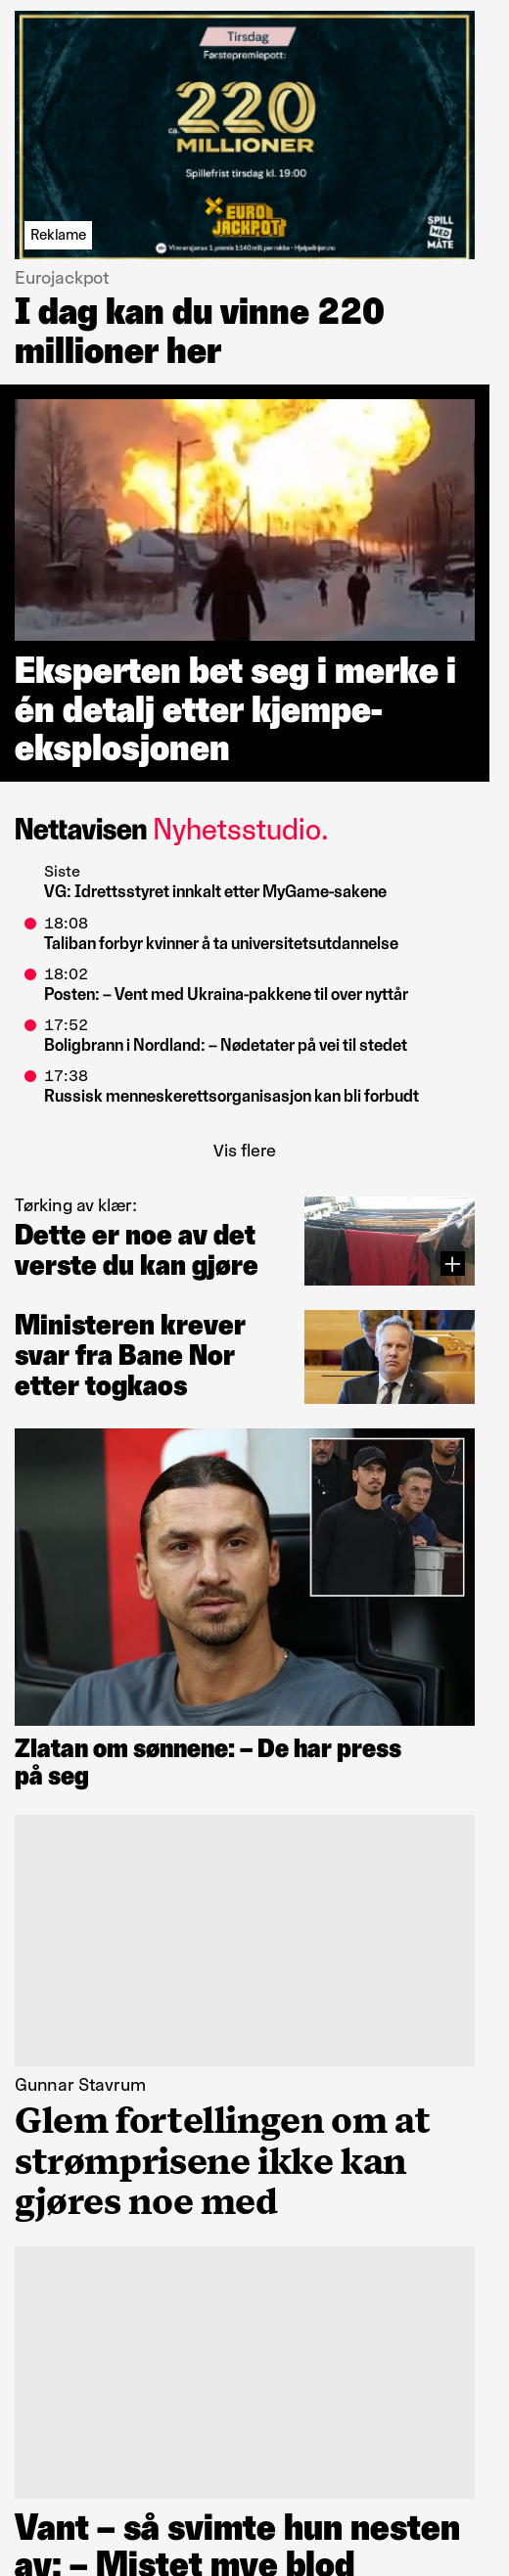 Tirsdag
Førstepremiepott:
ca.
220
MILLIONER
Spillefrist tirsdag kl. 19:00
EURO
JACKPOT
SPILL
MED
MÅTE
Reklame
Eurojackpot
I dag kan du vinne 220
millioner her
Eksperten bet seg i merke i
én detalj etter kjempe-
eksplosjonen
Nettavisen Nyhetsstudio.
Siste
VG: Idrettsstyret innkalt etter MyGame-sakene
18:08
Taliban forbyr kvinner å ta universitetsutdannelse
18:02
Posten: – Vent med Ukraina-pakkene til over nyttår
17:52
Boligbrann i Nordland: – Nødetater på vei til stedet
17:38
Russisk menneskerettsorganisasjon kan bli forbudt
Vis flere
Tørking av klær:
Dette er noe av det
verste du kan gjøre
Ministeren krever
svar fra Bane Nor
etter togkaos
Zlatan om sønnene: – De har press
på seg
Gunnar Stavrum
Glem fortellingen om at
strømprisene ikke kan
gjøres noe med
Vant – så svimte hun nesten
av: – Mistet mye blod